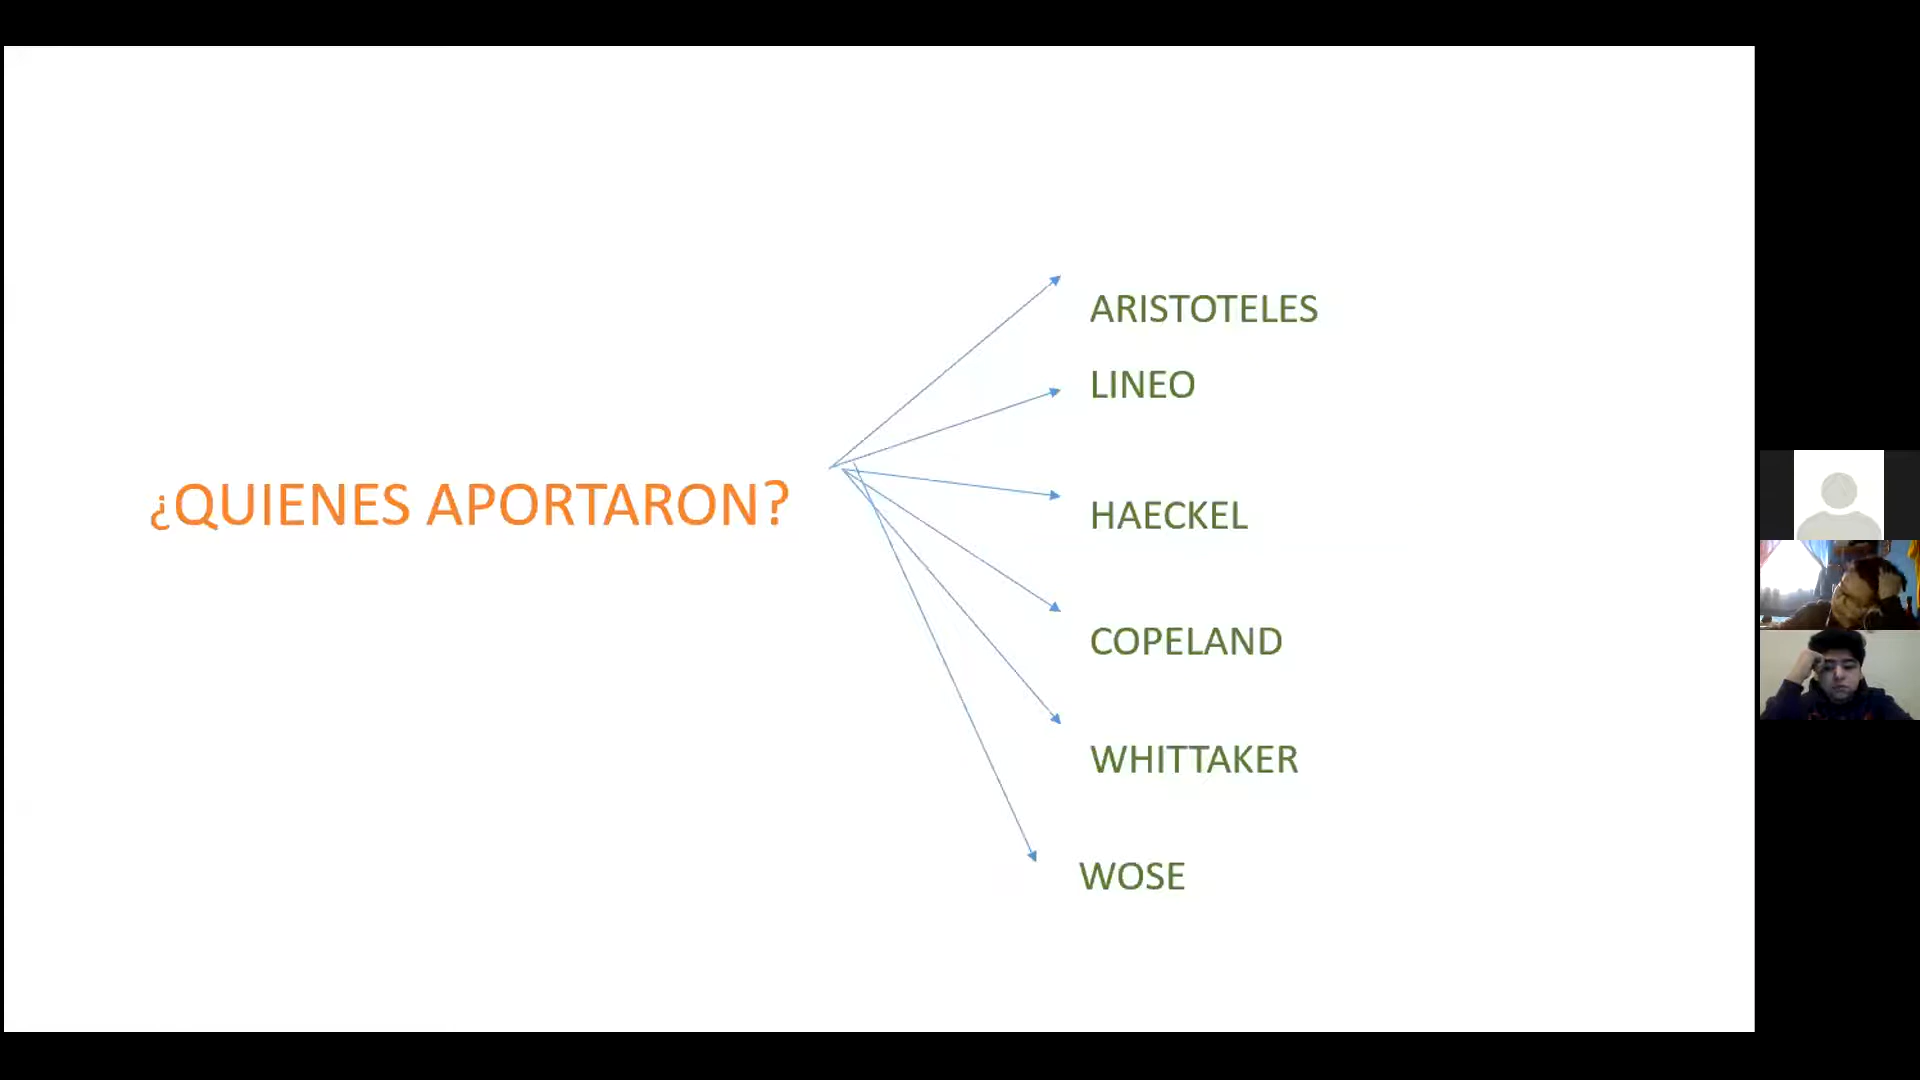 ¿QUIENES APORTARON?
ARISTOTELES
LINEO
HAECKEL
COPELAND
WHITTAKER
WOSE